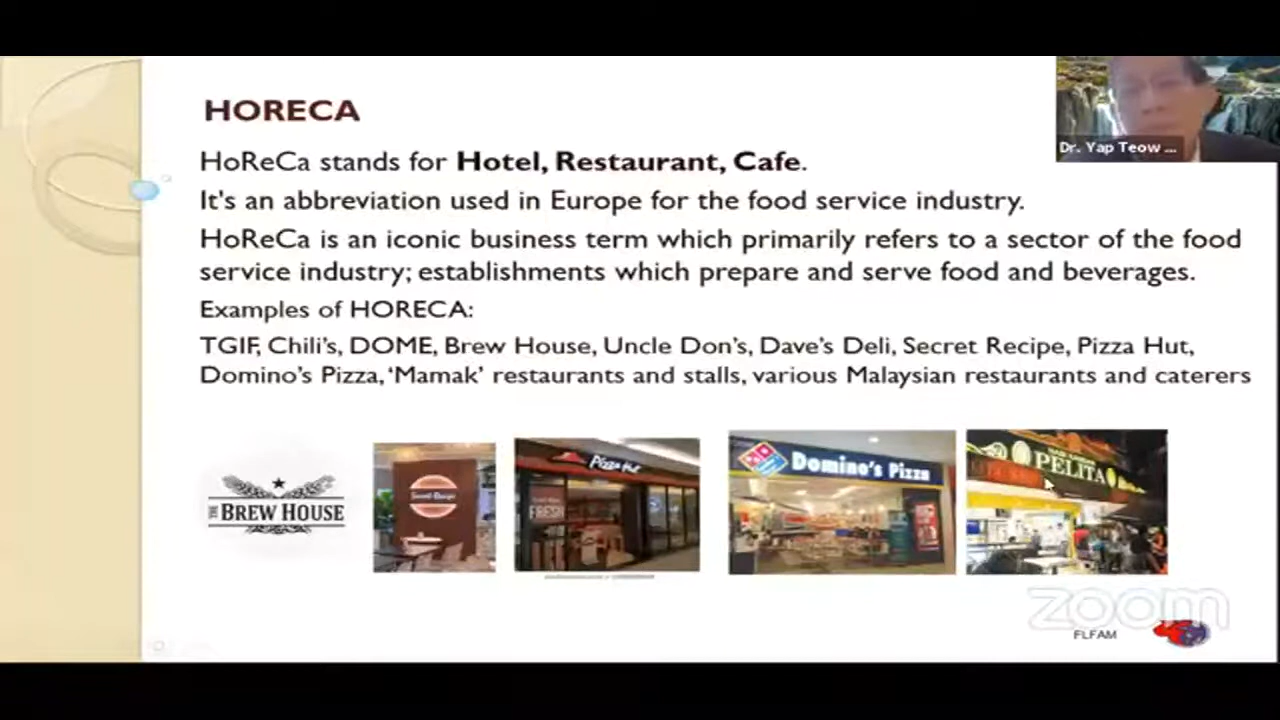 HORECA
Dr. Yap Teow ...
HoReCa stands for Hotel, Restaurant, Cafe.
It's an abbreviation used in Europe for the food service industry.
HoReCa is an iconic business term which primarily refers to a sector of the food
service industry; establishments which prepare and serve food and beverages.
Examples of HORECA:
TGIF, Chili's, DOME, Brew House, Uncle Don's, Dave's Deli, Secret Recipe, Pizza Hut,
Domino's Pizza, 'Mamak' restaurants and stalls, various Malaysian restaurants and caterers
THE BREW HOUSE
Secret Recipe
Pizza Hut
FRESH
Domino's Pizza
PELITA
zoom
FLFAM